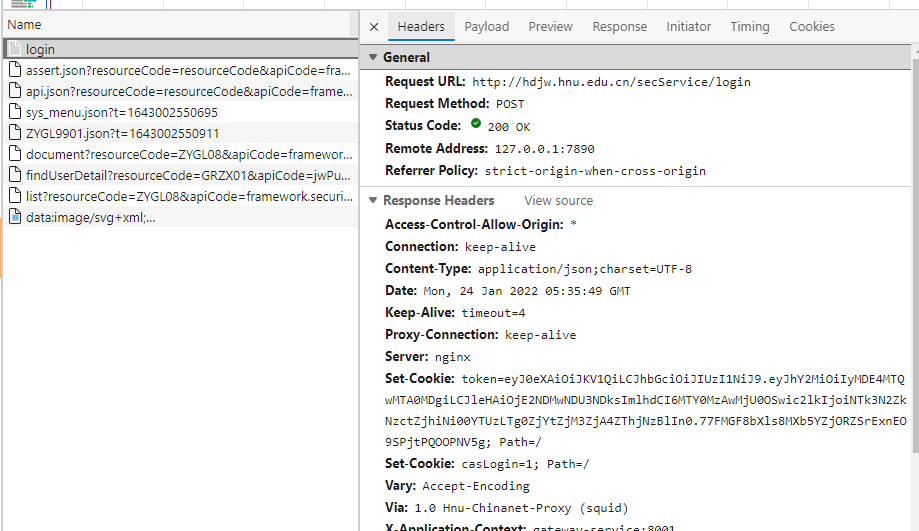 Name
login
assert.json?resourceCode=resourceCode&apiCode=fra...
api.json?resourceCode=resourceCode&apiCode=frame...
sys_menu.json?t=1643002550695
ZYGL9901.json?t=1643002550911
document?resourceCode=ZYGL08&apiCode=framewor...
findUserDetail?resourceCode=GRZX01&apiCode=jwPu...
list?resourceCode=ZYGL08&apiCode=framework.securi...
data:image/svg+xml;...
× Headers Payload Preview Response Initiator Timing Cookies
General
Request URL: http://hdjw.hnu.edu.cn/secService/login
Request Method: POST
Status Code: 200 OK
Remote Address: 127.0.0.1:7890
Referrer Policy: strict-origin-when-cross-origin
Response Headers View source
Access-Control-Allow-Origin: *
Connection: keep-alive
Content-Type: application/json;charset=UTF-8
Date: Mon, 24 Jan 2022 05:35:49 GMT
Keep-Alive: timeout=4
Proxy-Connection: keep-alive
Server: nginx
Set-Cookie: token=eyJ0eXAiOiJKV1QiLCJhbGciOiJIUzI1NiJ9.eyJhY2MiOiIyMDE4MTQ
wMTA0MDgiLCJleHAiOjE2NDMwNDU3NDksImlhdCI6MTY0MzAwMjU0OSwic2lkIjoiNTk3N2Zk
NzctZjhiNi00YTUzLTg0ZjYtZjM3ZjA4ZThjNzBlIn0.77FMGF8bXls8MXb5YZjORZSrExnEO
9SPjtPQOOPNV5g; Path=/
Set-Cookie: casLogin=1; Path=/
Vary: Accept-Encoding
Via: 1.0 Hnu-Chinanet-Proxy (squid)
X-Application-Context: gateway-service:8001